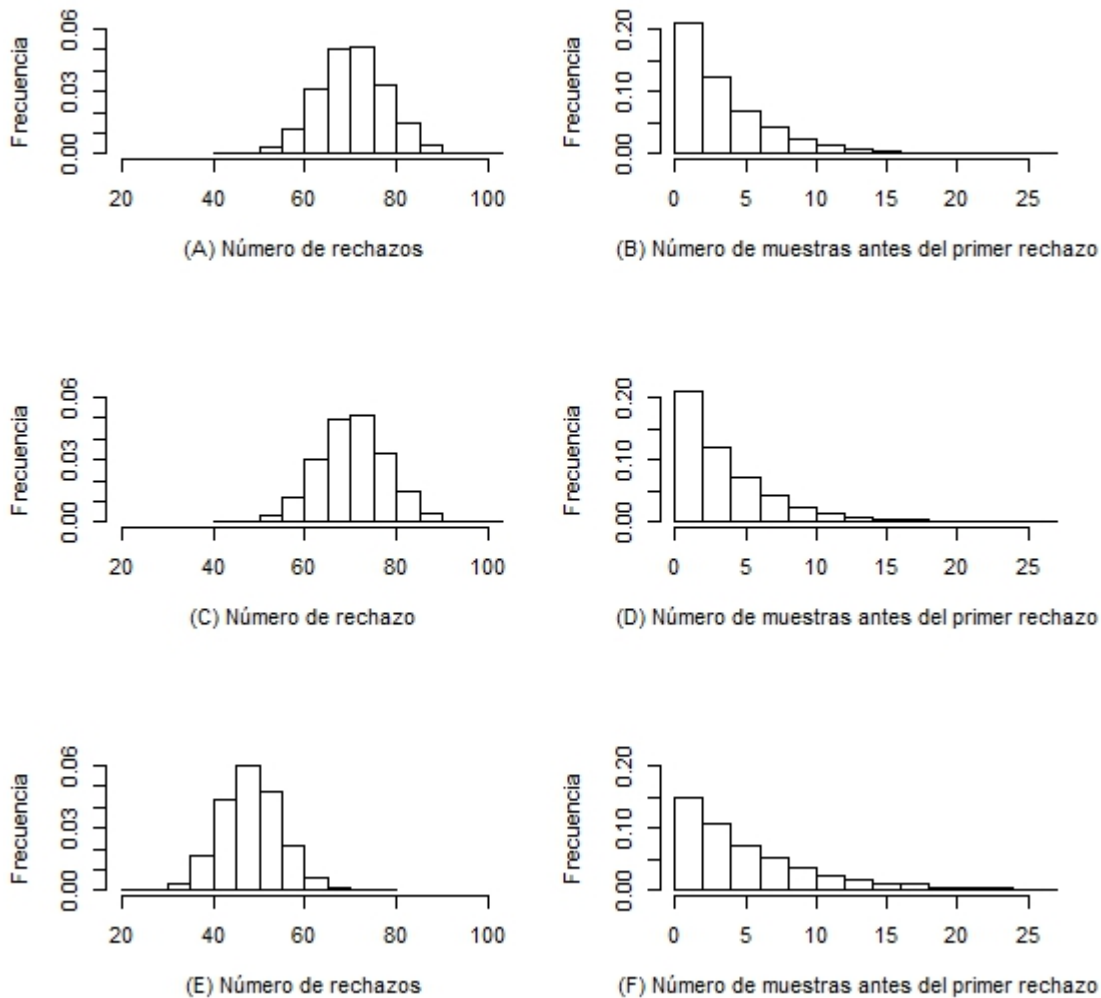 Frecuencia
0.00 0.03 0.06
20 40 60 80 100
(A) Número de rechazos
Frecuencia
0.00 0.10 0.20
0 5 10 15 20 25
(B) Número de muestras antes del primer rechazo
Frecuencia
0.00 0.03 0.06
20 40 60 80 100
(C) Número de rechazo
Frecuencia
0.00 0.10 0.20
0 5 10 15 20 25
(D) Número de muestras antes del primer rechazo
Frecuencia
0.00 0.03 0.06
20 40 60 80 100
(E) Número de rechazos
Frecuencia
0.00 0.10 0.20
0 5 10 15 20 25
(F) Número de muestras antes del primer rechazo